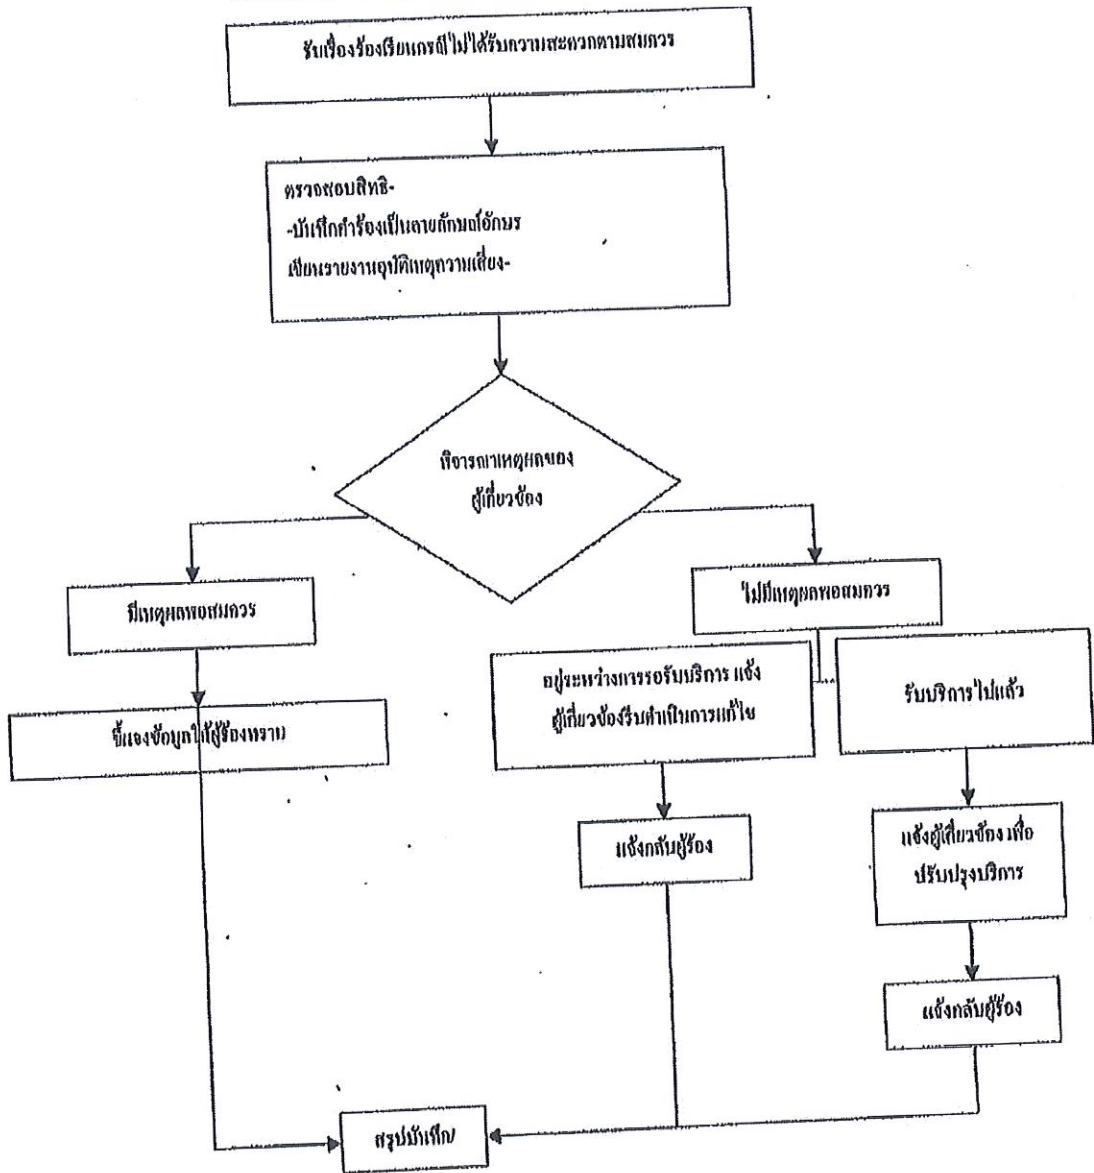 รับเรื่องร้องเรียนกรณีไม่ได้รับความสะดวกตามสมควร
ตรวจสอบสิทธิ-
-บันทึกคำร้องเป็นลายลักษณ์อักษร
เขียนรายงานอุบัติเหตุความเสี่ยง-
พิจารณาเหตุผลของ
ผู้เกี่ยวข้อง
มีเหตุผลพอสมควร
ไม่มีเหตุผลพอสมควร
ชี้แจงข้อมูลให้ผู้ร้องทราบ
อยู่ระหว่างการรอรับบริการ แจ้ง
ผู้เกี่ยวข้องรีบดำเนินการแก้ไข
รับบริการไปแล้ว
แจ้งกลับผู้ร้อง
แจ้งผู้เกี่ยวข้องเพื่อ
ปรับปรุงบริการ
แจ้งกลับผู้ร้อง
สรุปบันทึก/